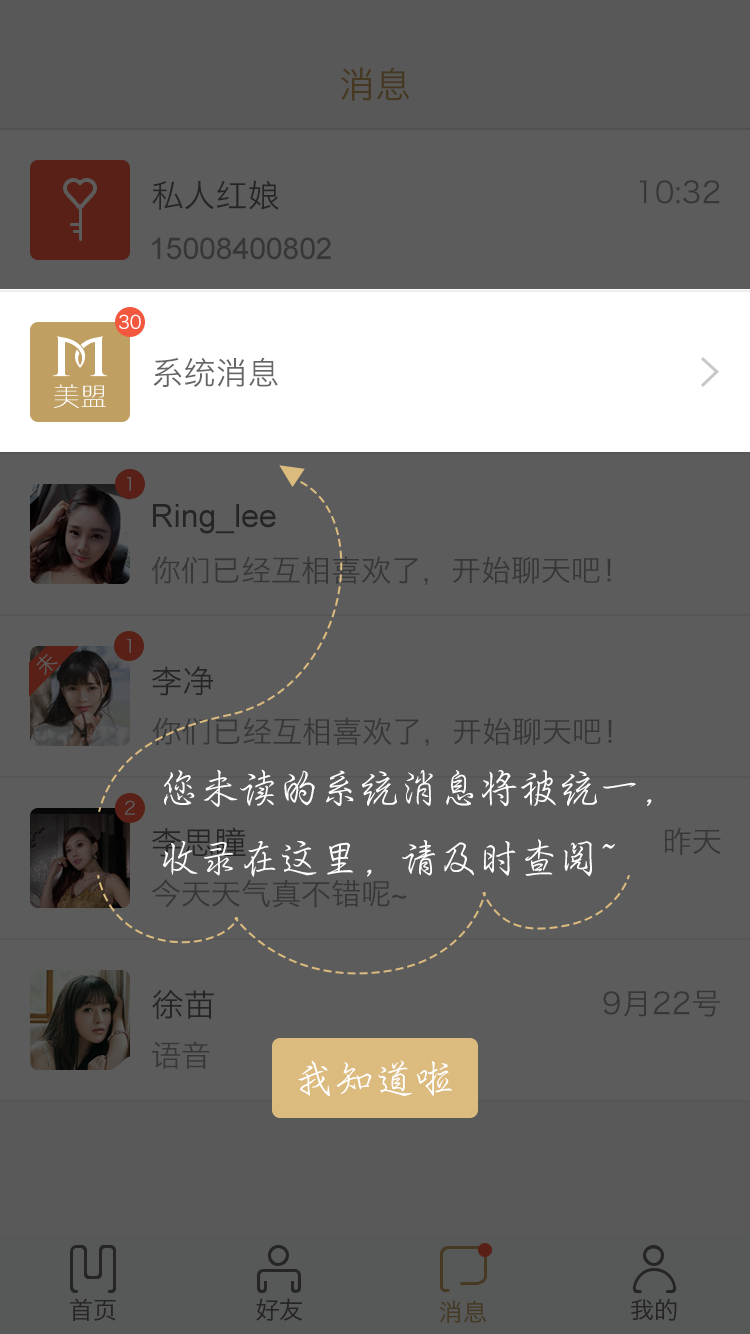 消息
私人红娘
10:32
15008400802
30
美盟
系统消息
1
Ring_lee
你们已经互相喜欢了，开始聊天吧！
1
未
李净
你们已经互相喜欢了，开始聊天吧！
您未读的系统消息将被统一，
2
李思瞳
昨天
收录在这里，请及时查阅~
今天天气真不错呢~
徐苗
9月22号
语音
我知道啦
首页
好友
消息
我的